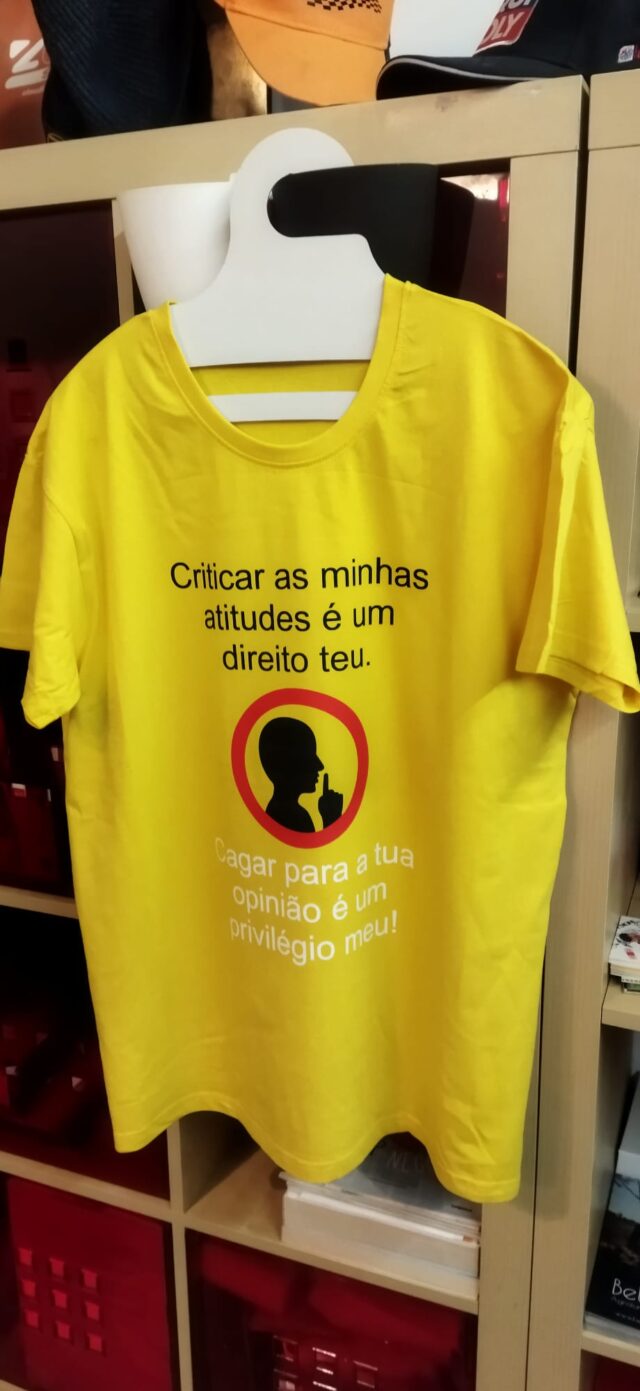 Criticar as minhas
atitudes é um
direito teu.
Cagar para a tua
opinião é um
privilégio meu!